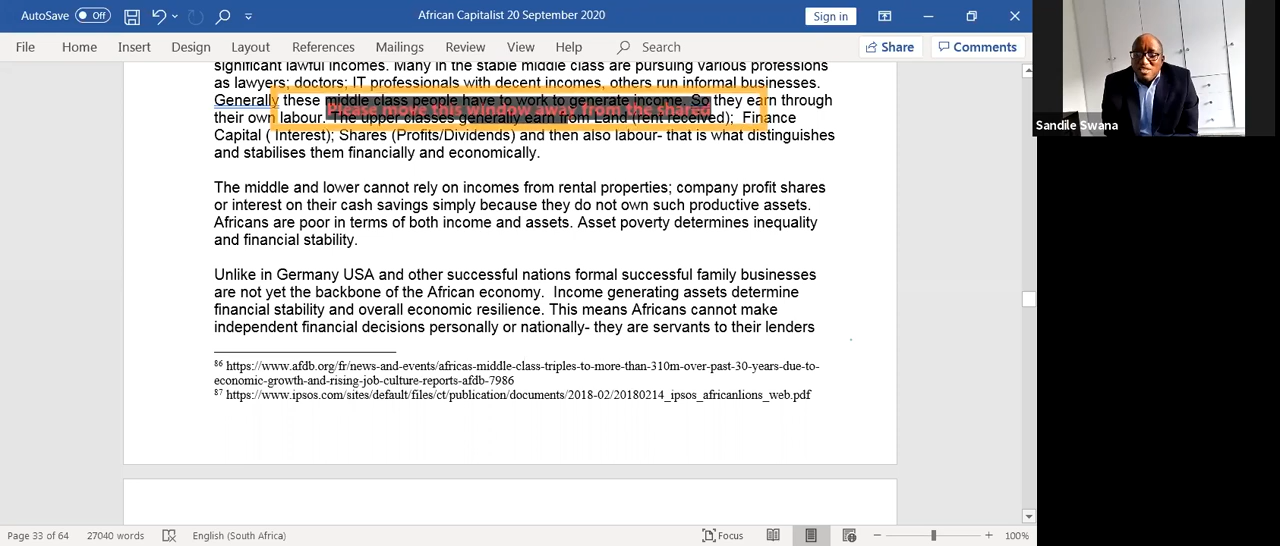 AutoSave Off African Capitalist 20 September 2020 Sign in
File Home Insert Design Layout References Mailings Review View Help Search Share Comments
significant lawful incomes. Many in the stable middle class are pursuing various professions
as lawyers; doctors; IT professionals with decent incomes, others run informal businesses.
Generally these middle class people have to work to generate income. So they earn through
Please move this window away from the shared
their own labour. The upper classes generally earn from Land (rent received); Finance
Capital ( Interest); Shares (Profits/Dividends) and then also labour- that is what distinguishes
and stabilises them financially and economically.
The middle and lower cannot rely on incomes from rental properties; company profit shares
or interest on their cash savings simply because they do not own such productive assets.
Africans are poor in terms of both income and assets. Asset poverty determines inequality
and financial stability.
Unlike in Germany USA and other successful nations formal successful family businesses
are not yet the backbone of the African economy. Income generating assets determine
financial stability and overall economic resilience. This means Africans cannot make
independent financial decisions personally or nationally- they are servants to their lenders
86 https://www.afdb.org/fr/news-and-events/africas-middle-class-triples-to-more-than-310m-over-past-30-years-due-to-
economic-growth-and-rising-job-culture-reports-afdb-7986
87 https://www.ipsos.com/sites/default/files/ct/publication/documents/2018-02/20180214_ipsos_africanlions_web.pdf
Page 33 of 64 27040 words English (South Africa) Focus 100%
Sandile Swana